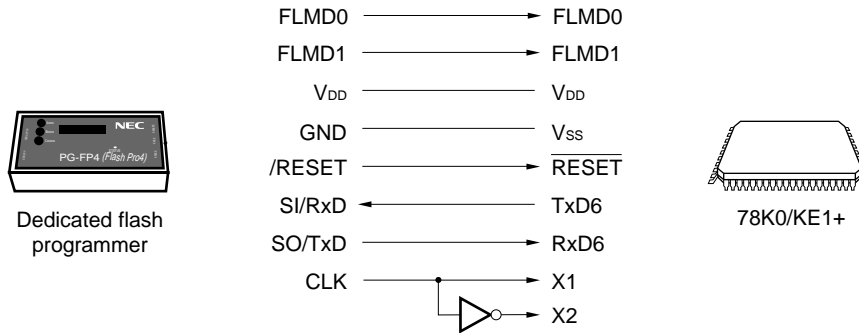 FLMD0 FLMD0
FLMD1 FLMD1
VDD VDD
GND VSS
/RESET RESET
SI/RxD TxD6
SO/TxD RxD6
CLK X1
X2
NEC
PG-FP4 (Flash Pro4)
Dedicated flash
programmer
78K0/KE1+